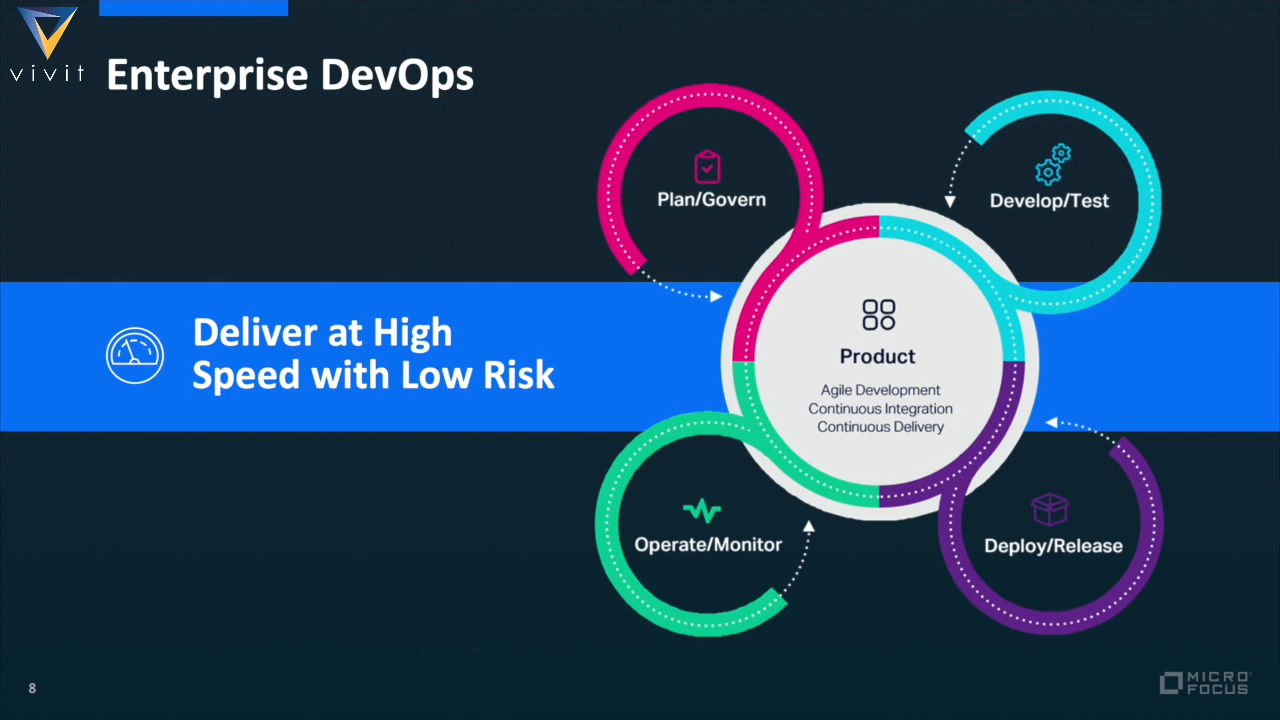 vivit
Enterprise DevOps
Plan/Govern
Develop/Test
Deliver at High
Speed with Low Risk
Product
Agile Development
Continuous Integration
Continuous Delivery
Operate/Monitor
Deploy/Release
8
MICRO
FOCUS